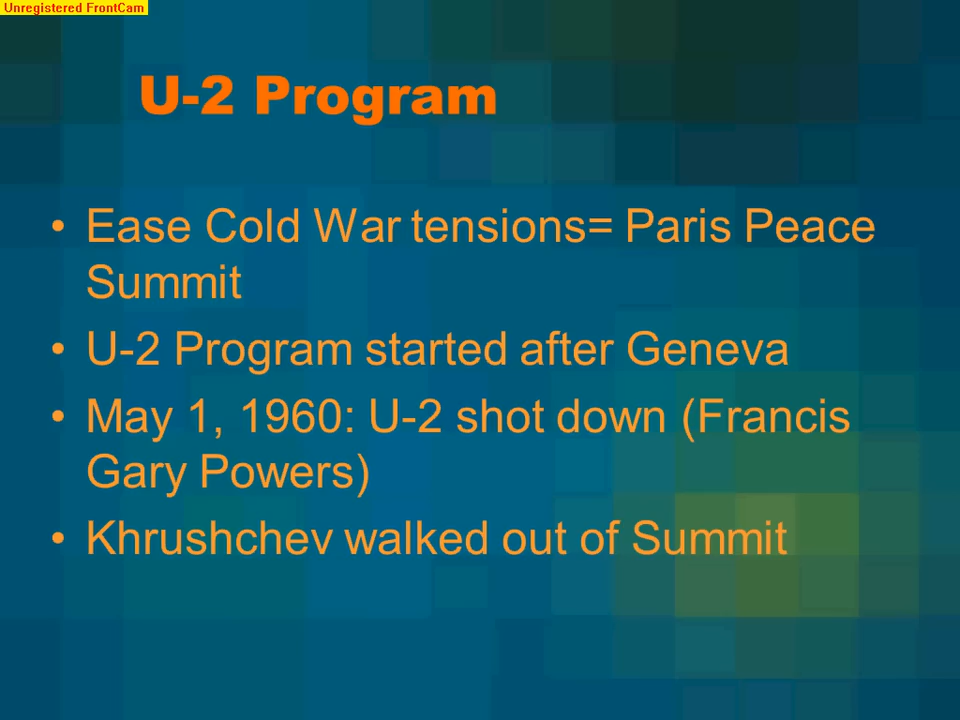 Unregistered FrontCam
U-2 Program
• Ease Cold War tensions= Paris Peace
Summit
• U-2 Program started after Geneva
• May 1, 1960: U-2 shot down (Francis
Gary Powers)
• Khrushchev walked out of Summit